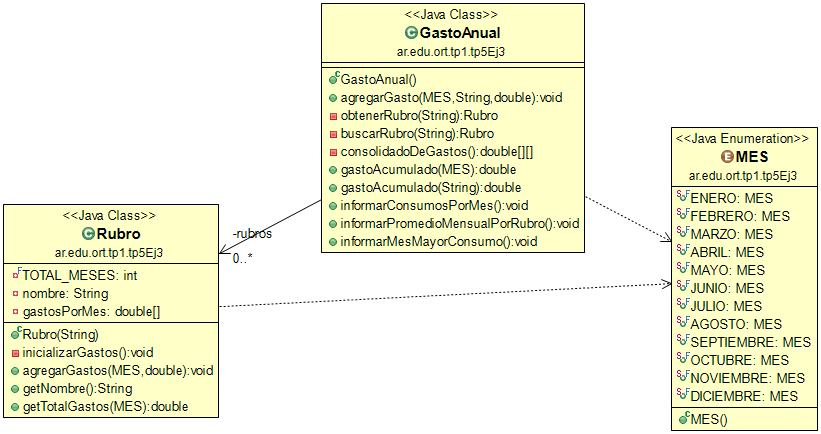 <<Java Class>>
GastoAnual
ar.edu.ort.tp1.tp5Ej3
GastoAnual()
agregarGasto(MES,String,double):void
obtenerRubro(String):Rubro
buscarRubro(String):Rubro
consolidadoDeGastos():double[][]
gastoAcumulado(MES):double
gastoAcumulado(String):double
informarConsumosPorMes():void
informarPromedioMensualPorRubro():void
informarMesMayorConsumo():void
-rubros
0..*
<<Java Class>>
Rubro
ar.edu.ort.tp1.tp5Ej3
TOTAL_MESES: int
nombre: String
gastosPorMes: double[]
Rubro(String)
inicializarGastos():void
agregarGastos(MES,double):void
getNombre():String
getTotalGastos(MES):double
<<Java Enumeration>>
MES
ar.edu.ort.tp1.tp5Ej3
ENERO: MES
FEBRERO: MES
MARZO: MES
ABRIL: MES
MAYO: MES
JUNIO: MES
JULIO: MES
AGOSTO: MES
SEPTIEMBRE: MES
OCTUBRE: MES
NOVIEMBRE: MES
DICIEMBRE: MES
MES()